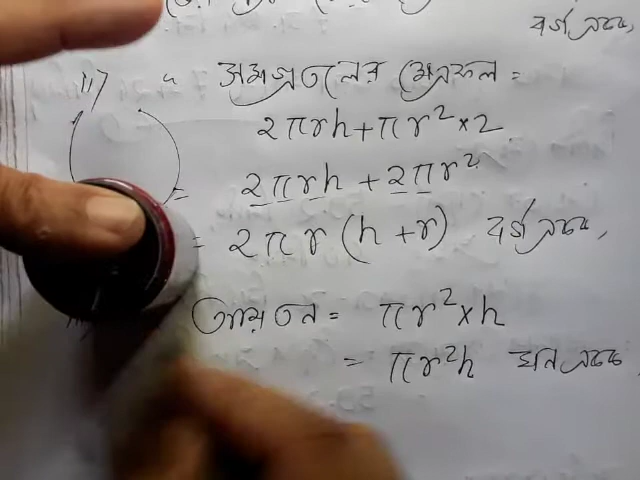 বর্গ একক,
ii) " সমগ্রতলের ক্ষেত্রফল =
2πrh + πr² × 2
= 2πrh + 2πr²
= 2πr (h + r) বর্গ একক,
আয়তন = πr² × h
= πr²h ঘন একক